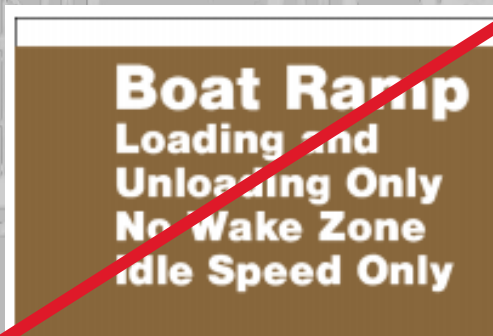 Boat Ramp
Loading and
Unloading Only
No Wake Zone
Idle Speed Only